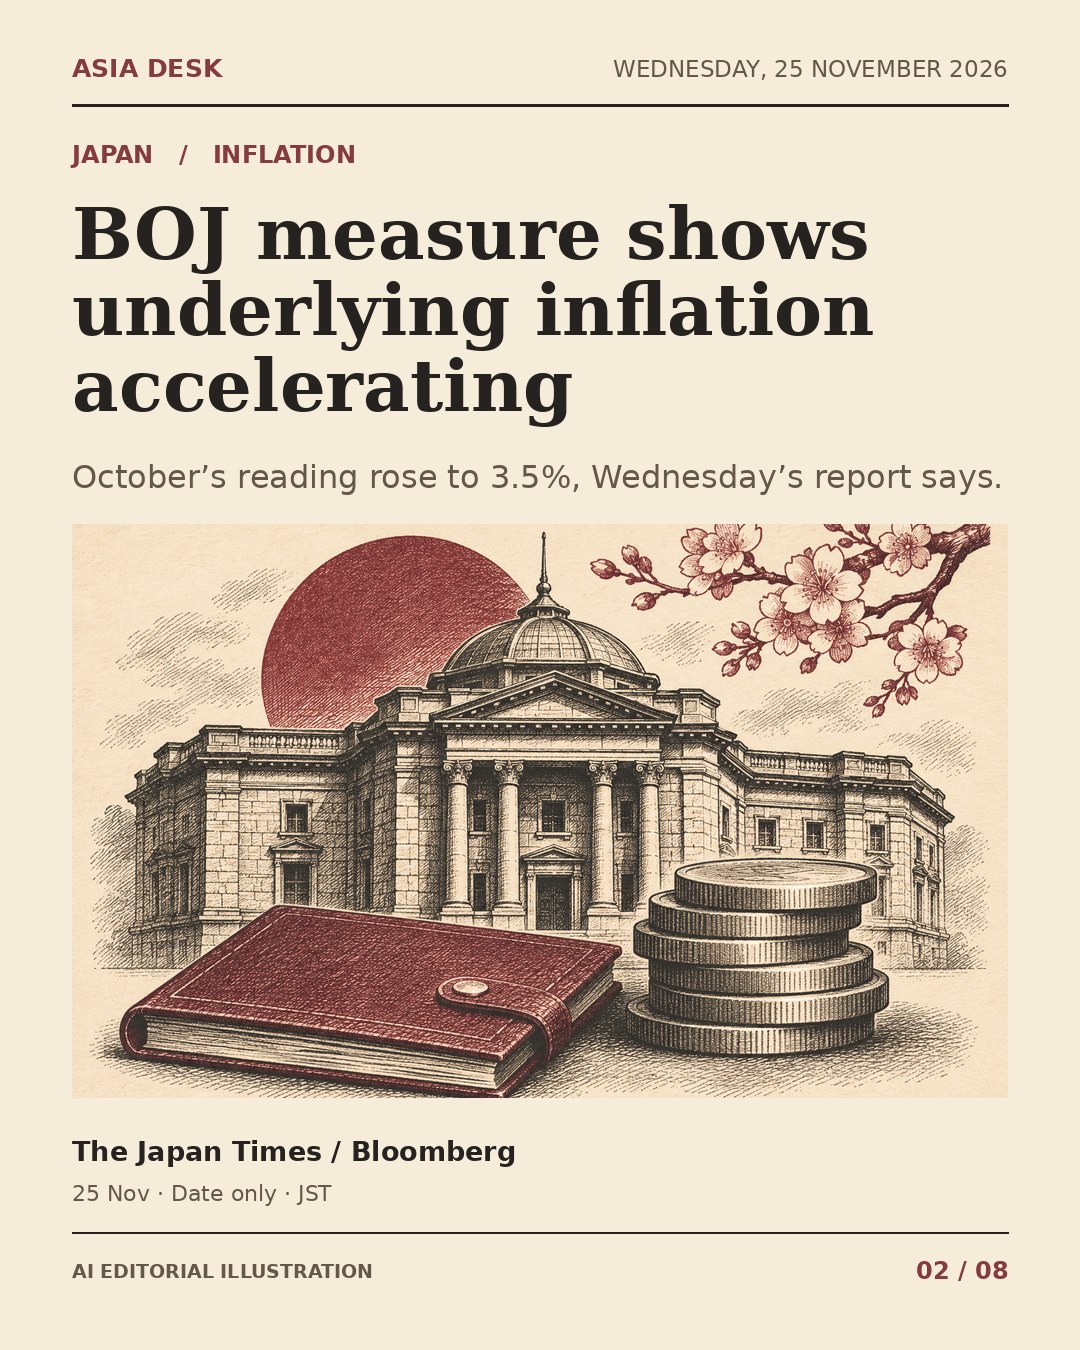 ASIA DESK
WEDNESDAY, 25 NOVEMBER 2026
JAPAN / INFLATION
BOJ measure shows
underlying inflation
accelerating
October’s reading rose to 3.5%, Wednesday’s report says.
The Japan Times / Bloomberg
25 Nov · Date only · JST
AI EDITORIAL ILLUSTRATION
02 / 08